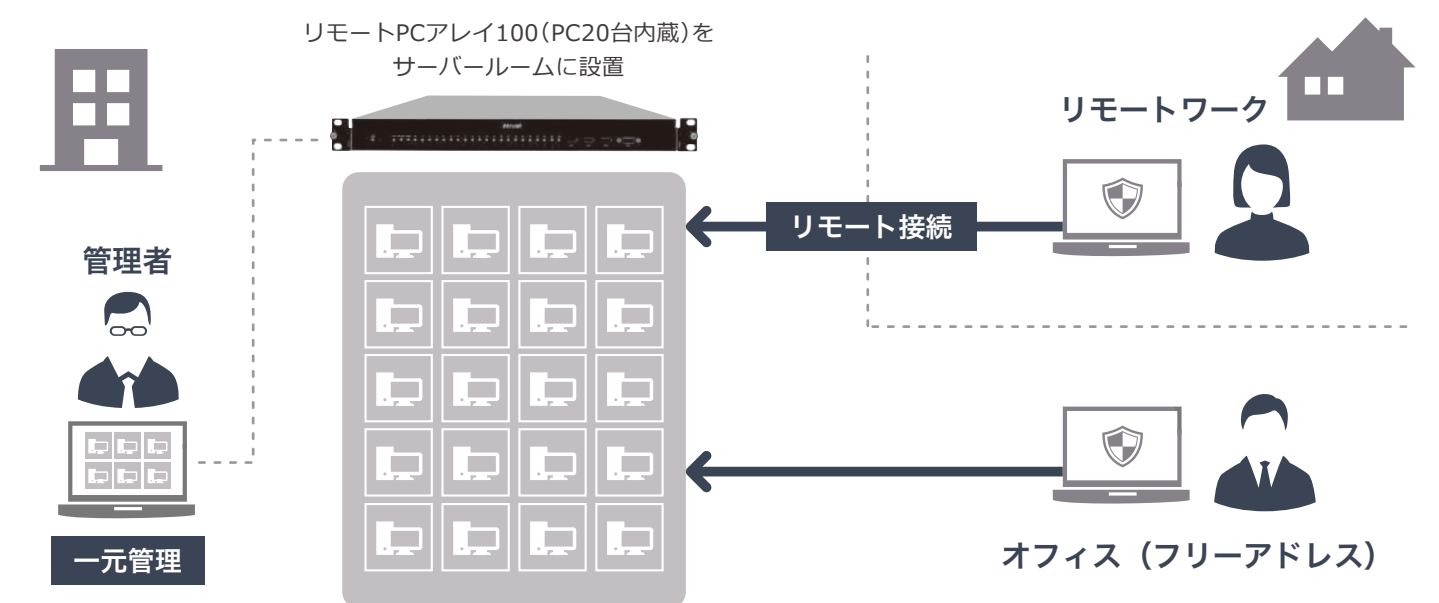 リモートPCアレイ100(PC20台内蔵)を
サーバールームに設置
リモートワーク
リモート接続
管理者
一元管理
オフィス（フリーアドレス）